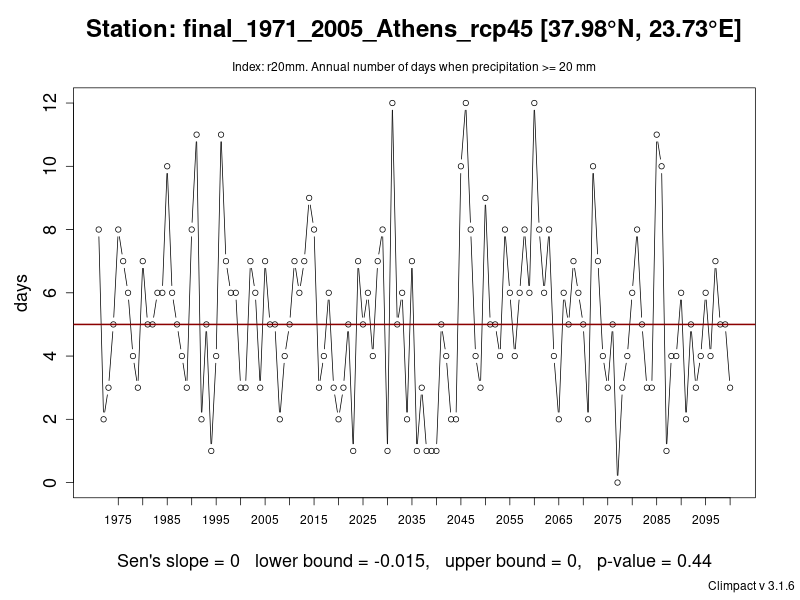 Station: final_1971_2005_Athens_rcp45 [37.98°N, 23.73°E]
Index: r20mm. Annual number of days when precipitation >= 20 mm
12
10
8
6
4
2
0
days
1975 1985 1995 2005 2015 2025 2035 2045 2055 2065 2075 2085 2095
Sen's slope = 0 lower bound = -0.015, upper bound = 0, p-value = 0.44
Climpact v 3.1.6